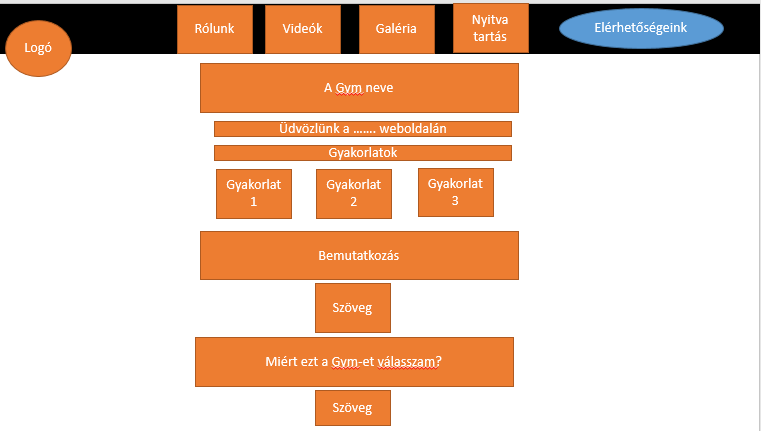 Logó
Rólunk
Videók
Galéria
Nyitva
tartás
Elérhetőségeink
A Gym neve
Üdvözlünk a ....... weboldalán
Gyakorlatok
Gyakorlat
1
Gyakorlat
2
Gyakorlat
3
Bemutatkozás
Szöveg
Miért ezt a Gym-et válasszam?
Szöveg